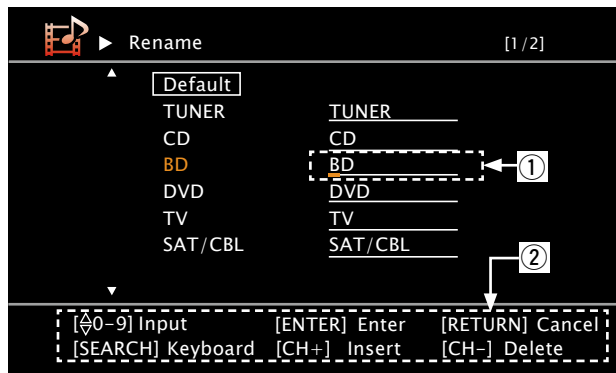 ▶ Rename [1/2]
Default
TUNER TUNER
CD CD
BD BD ①
DVD DVD
TV TV
SAT/CBL SAT/CBL
②
[0-9] Input [ENTER] Enter [RETURN] Cancel
[SEARCH] Keyboard [CH+] Insert [CH-] Delete